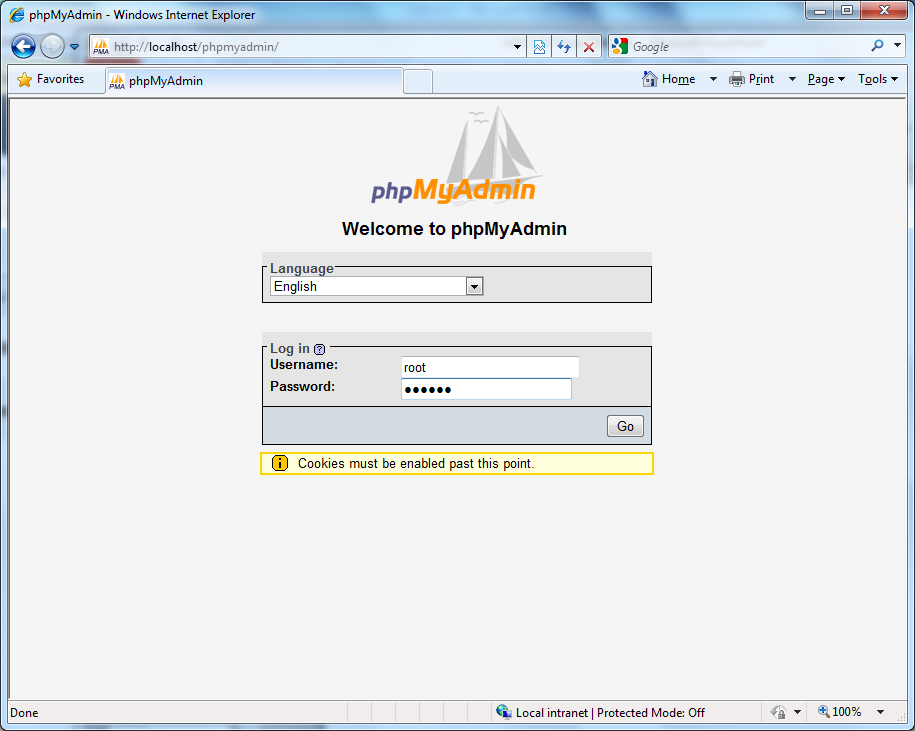 phpMyAdmin - Windows Internet Explorer
PMA http://localhost/phpmyadmin/ Google
Favorites PMA phpMyAdmin Home Print Page Tools
phpMyAdmin
Welcome to phpMyAdmin
Language
English
Log in ?
Username: root
Password: ●●●●●●
Go
i Cookies must be enabled past this point.
Done Local intranet | Protected Mode: Off 100%